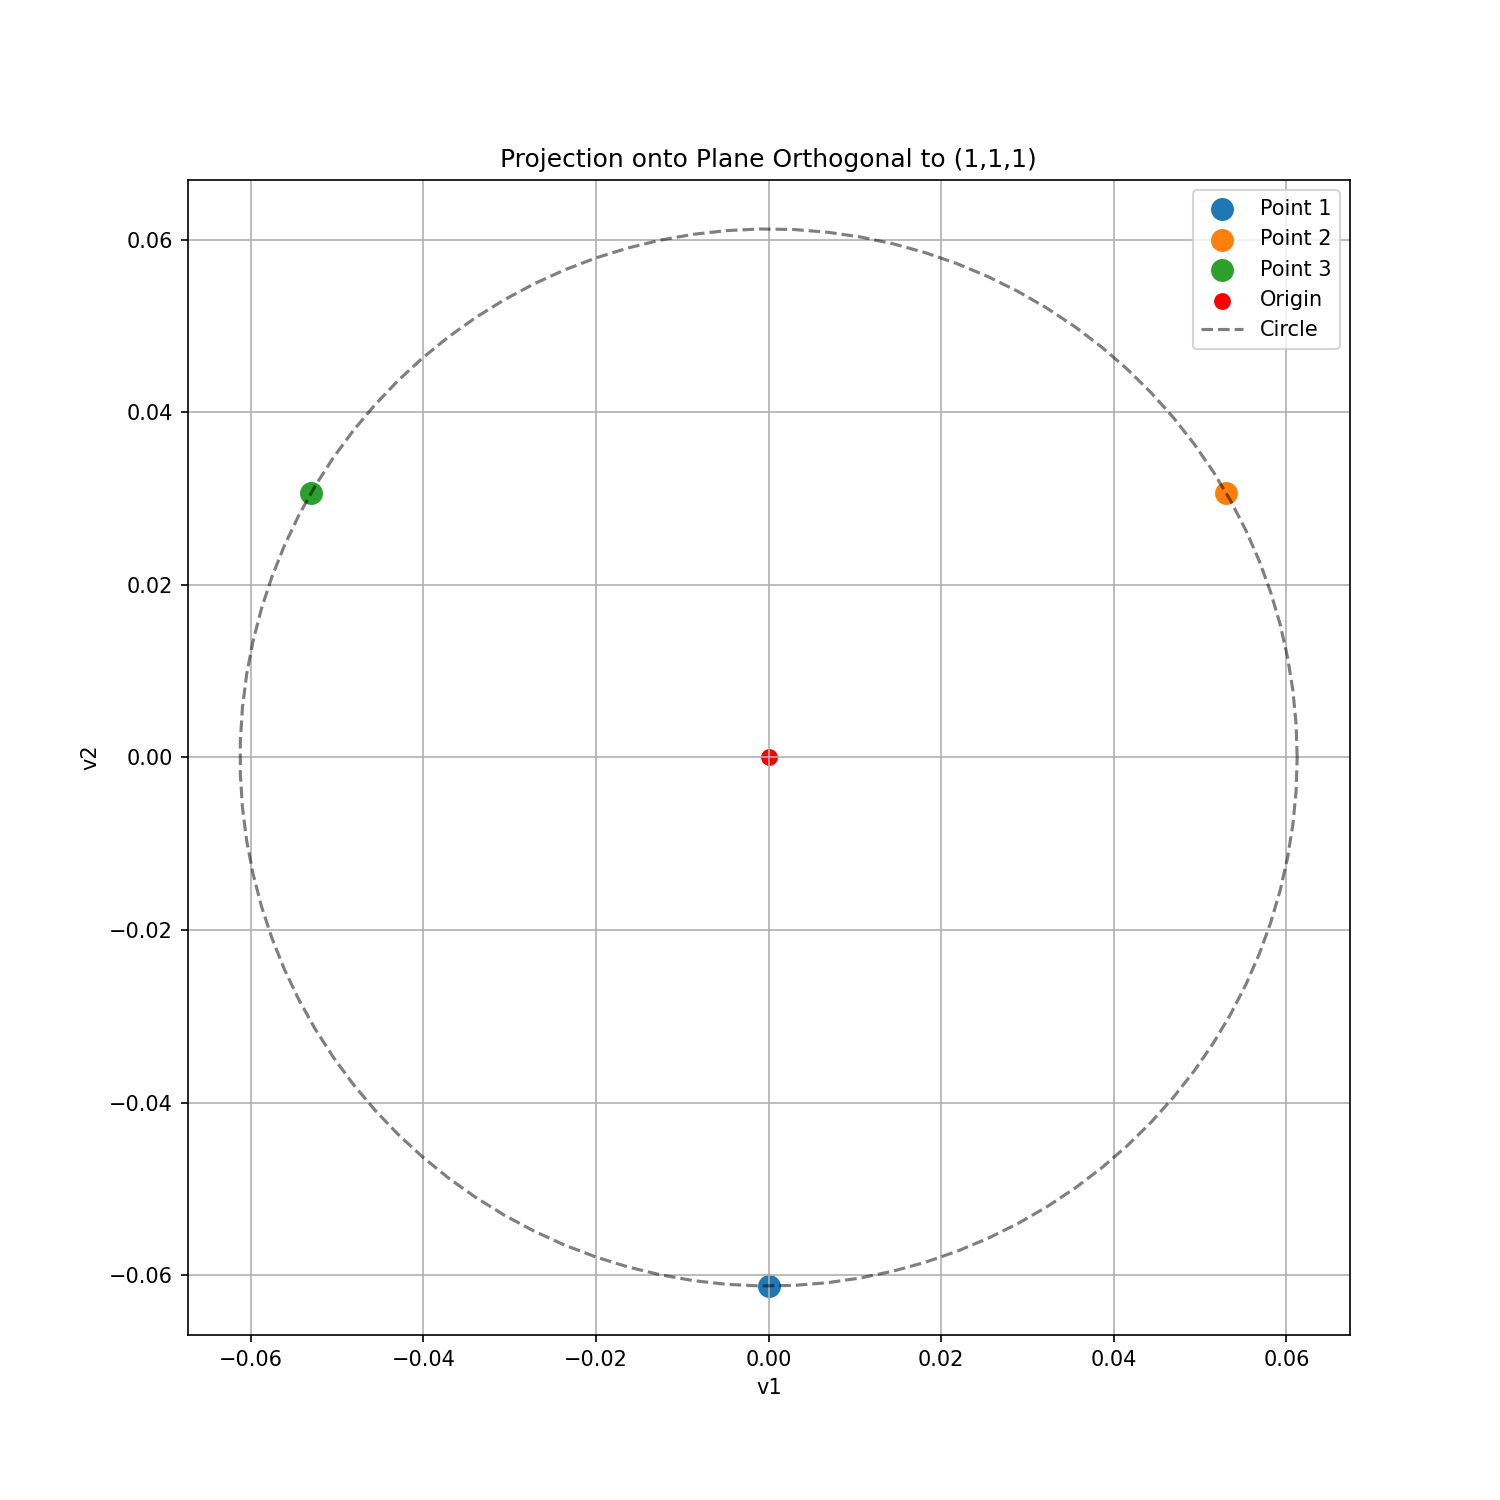 Projection onto Plane Orthogonal to (1,1,1)
Point 1
Point 2
Point 3
Origin
Circle
0.06
0.04
0.02
0.00
−0.02
−0.04
−0.06
v2
−0.06 −0.04 −0.02 0.00 0.02 0.04 0.06
v1